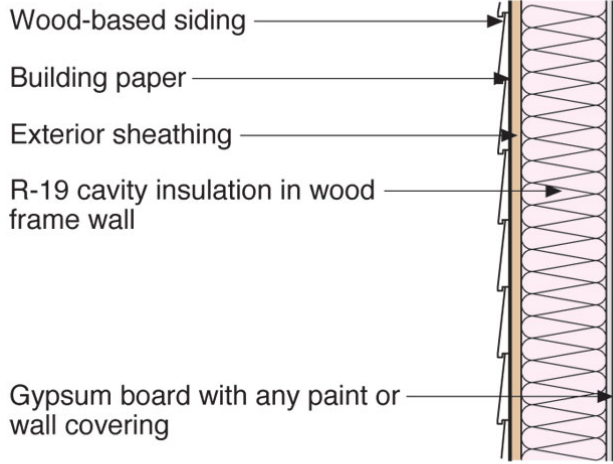 Wood-based siding
Building paper
Exterior sheathing
R-19 cavity insulation in wood
frame wall
Gypsum board with any paint or
wall covering